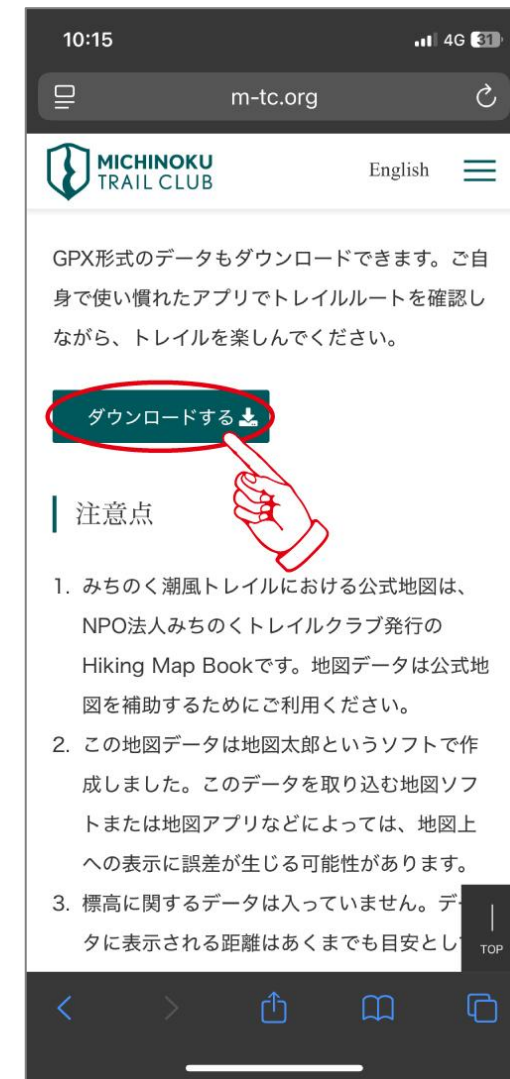 10:15
4G 31
m-tc.org
MICHINOKU
TRAIL CLUB
English
GPX形式のデータもダウンロードできます。ご自
身で使い慣れたアプリでトレイルルートを確認し
ながら、トレイルを楽しんでください。
ダウンロードする
注意点
1. みちのく潮風トレイルにおける公式地図は、
NPO法人みちのくトレイルクラブ発行の
Hiking Map Bookです。地図データは公式地
図を補助するためにご利用ください。
2. この地図データは地図太郎というソフトで作
成しました。このデータを取り込む地図ソフ
トまたは地図アプリなどによっては、地図上
への表示に誤差が生じる可能性があります。
3. 標高に関するデータは入っていません。デー
タに表示される距離はあくまでも目安とし
TOP